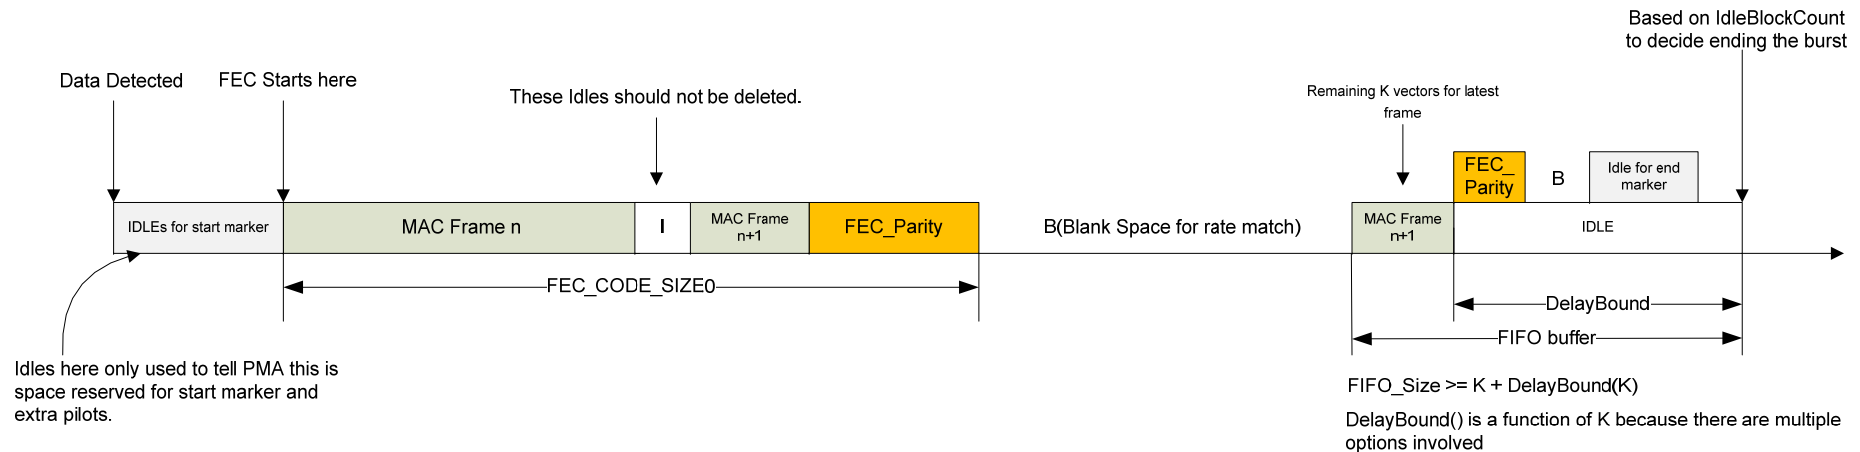 Based on IdleBlockCount
to decide ending the burst
Data Detected
FEC Starts here
These Idles should not be deleted.
Remaining K vectors for latest
frame
FEC_
Parity
B
Idle for end
marker
IDLEs for start marker
MAC Frame n
I
MAC Frame
n+1
FEC_Parity
B(Blank Space for rate match)
MAC Frame
n+1
IDLE
FEC_CODE_SIZE0
DelayBound
FIFO buffer
Idles here only used to tell PMA this is
space reserved for start marker and
extra pilots.
FIFO_Size >= K + DelayBound(K)
DelayBound() is a function of K because there are multiple
options involved